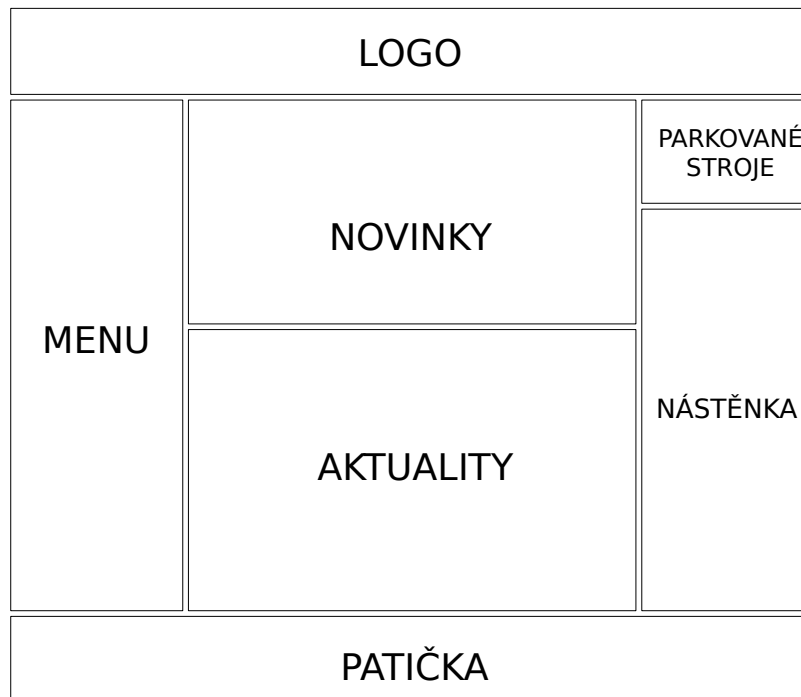 LOGO
MENU
NOVINKY
AKTUALITY
PARKOVANÉ
STROJE
NÁSTĚNKA
PATIČKA